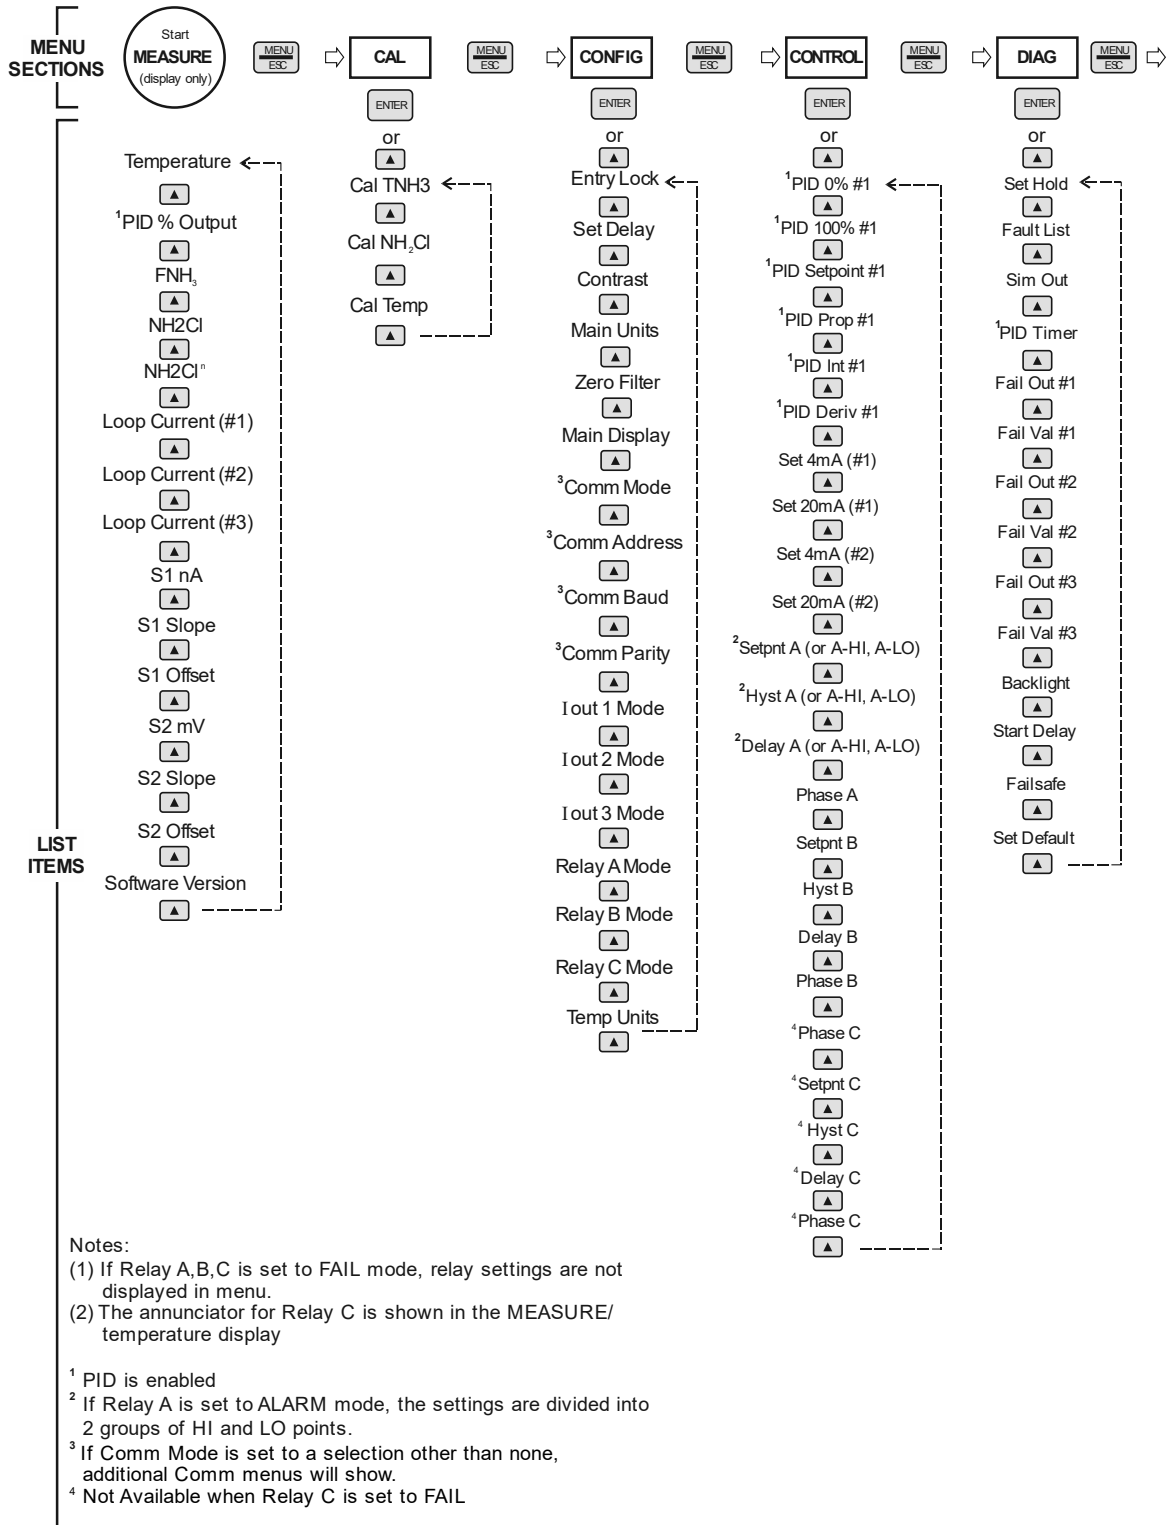 MENU
SECTIONS
Start
MEASURE
(display only)
MENU
ESC
CAL
MENU
ESC
CONFIG
MENU
ESC
CONTROL
MENU
ESC
DIAG
MENU
ESC
ENTER
or
ENTER
or
ENTER
or
ENTER
or
LIST
ITEMS
Temperature
¹PID % Output
FNH₃
NH2Cl
NH2Clⁿ
Loop Current (#1)
Loop Current (#2)
Loop Current (#3)
S1 nA
S1 Slope
S1 Offset
S2 mV
S2 Slope
S2 Offset
Software Version
Cal TNH3
Cal NH₂Cl
Cal Temp
Entry Lock
Set Delay
Contrast
Main Units
Zero Filter
Main Display
³Comm Mode
³Comm Address
³Comm Baud
³Comm Parity
Iout 1 Mode
Iout 2 Mode
Iout 3 Mode
Relay A Mode
Relay B Mode
Relay C Mode
Temp Units
¹PID 0% #1
¹PID 100% #1
¹PID Setpoint #1
¹PID Prop #1
¹PID Int #1
¹PID Deriv #1
Set 4mA (#1)
Set 20mA (#1)
Set 4mA (#2)
Set 20mA (#2)
²Setpnt A (or A-HI, A-LO)
²Hyst A (or A-HI, A-LO)
²Delay A (or A-HI, A-LO)
Phase A
Setpnt B
Hyst B
Delay B
Phase B
⁴Phase C
⁴Setpnt C
⁴ Hyst C
⁴Delay C
⁴Phase C
Set Hold
Fault List
Sim Out
¹PID Timer
Fail Out #1
Fail Val #1
Fail Out #2
Fail Val #2
Fail Out #3
Fail Val #3
Backlight
Start Delay
Failsafe
Set Default
Notes:
(1) If Relay A,B,C is set to FAIL mode, relay settings are not
displayed in menu.
(2) The annunciator for Relay C is shown in the MEASURE/
temperature display
¹ PID is enabled
² If Relay A is set to ALARM mode, the settings are divided into
2 groups of HI and LO points.
³ If Comm Mode is set to a selection other than none,
additional Comm menus will show.
⁴ Not Available when Relay C is set to FAIL